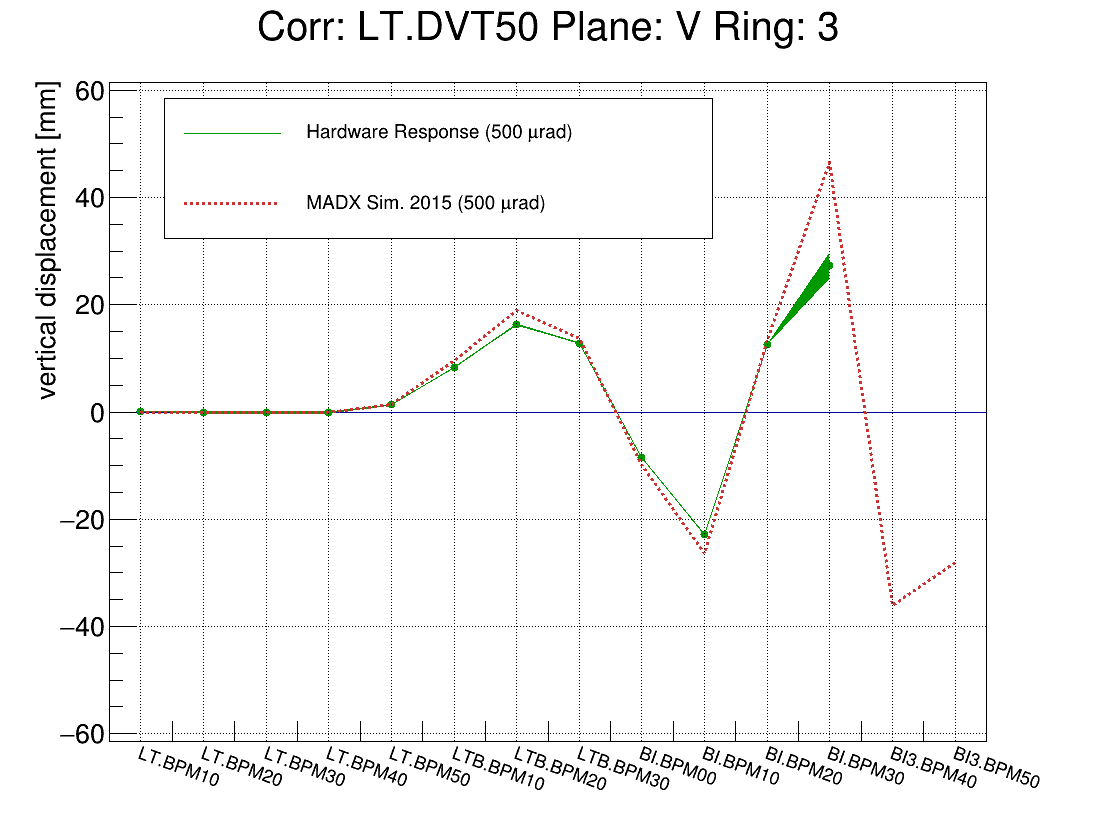 Corr: LT.DVT50 Plane: V Ring: 3
vertical displacement [mm]
60
40
20
0
−20
−40
−60
Hardware Response (500 μrad)
MADX Sim. 2015 (500 μrad)
LT.BPM10
LT.BPM20
LT.BPM30
LT.BPM40
LT.BPM50
LTB.BPM10
LTB.BPM20
LTB.BPM30
BI.BPM00
BI.BPM10
BI.BPM20
BI.BPM30
BI3.BPM40
BI3.BPM50